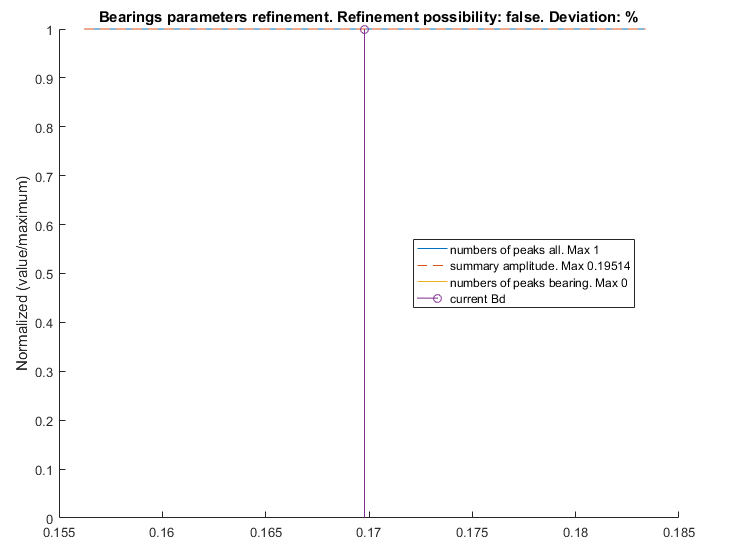 Bearings parameters refinement. Refinement possibility: false. Deviation: %
1
0.9
0.8
0.7
0.6
0.5
0.4
0.3
0.2
0.1
0
Normalized (value/maximum)
numbers of peaks all. Max 1
summary amplitude. Max 0.19514
numbers of peaks bearing. Max 0
current Bd
0.155 0.16 0.165 0.17 0.175 0.18 0.185